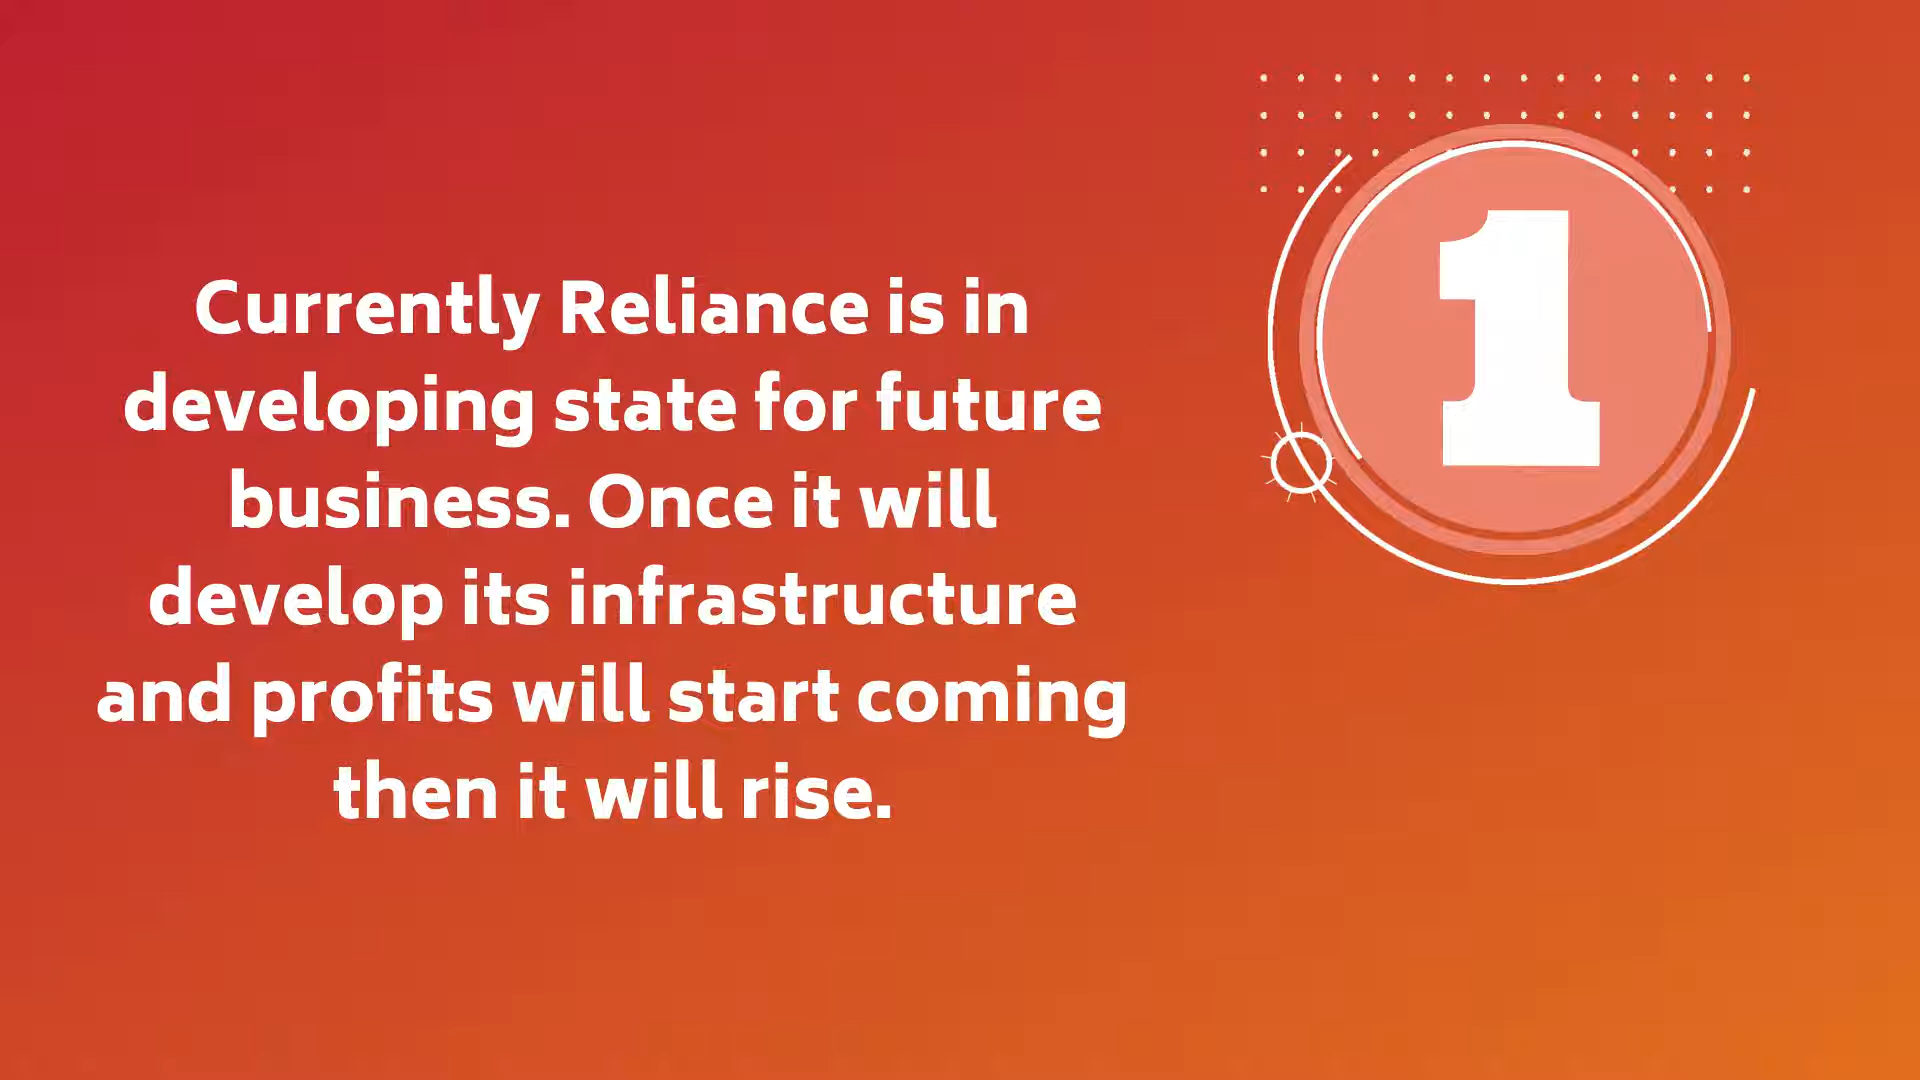 Currently Reliance is in
developing state for future
business. Once it will
develop its infrastructure
and profits will start coming
then it will rise.
1